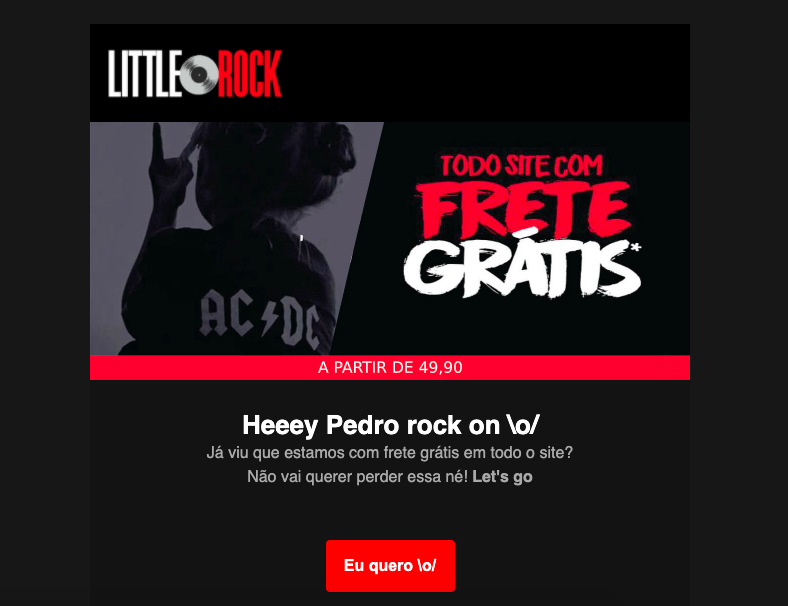 LITTLE ROCK
TODO SITE COM
FRETE
GRÁTIS*
AC DC
A PARTIR DE 49,90
Heeey Pedro rock on \o/
Já viu que estamos com frete grátis em todo o site?
Não vai querer perder essa né! Let's go
Eu quero \o/